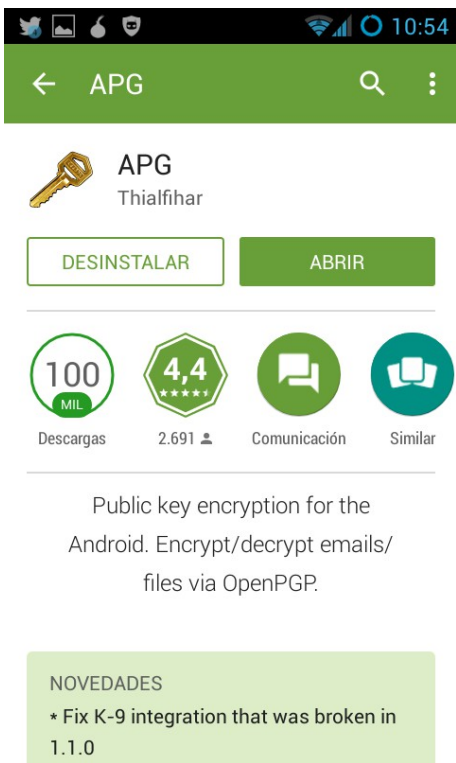 10:54
APG
APG
Thialfihar
DESINSTALAR
ABRIR
100
MIL
Descargas
4,4
2.691
Comunicación
Similar
Public key encryption for the
Android. Encrypt/decrypt emails/
files via OpenPGP.
NOVEDADES
* Fix K-9 integration that was broken in
1.1.0